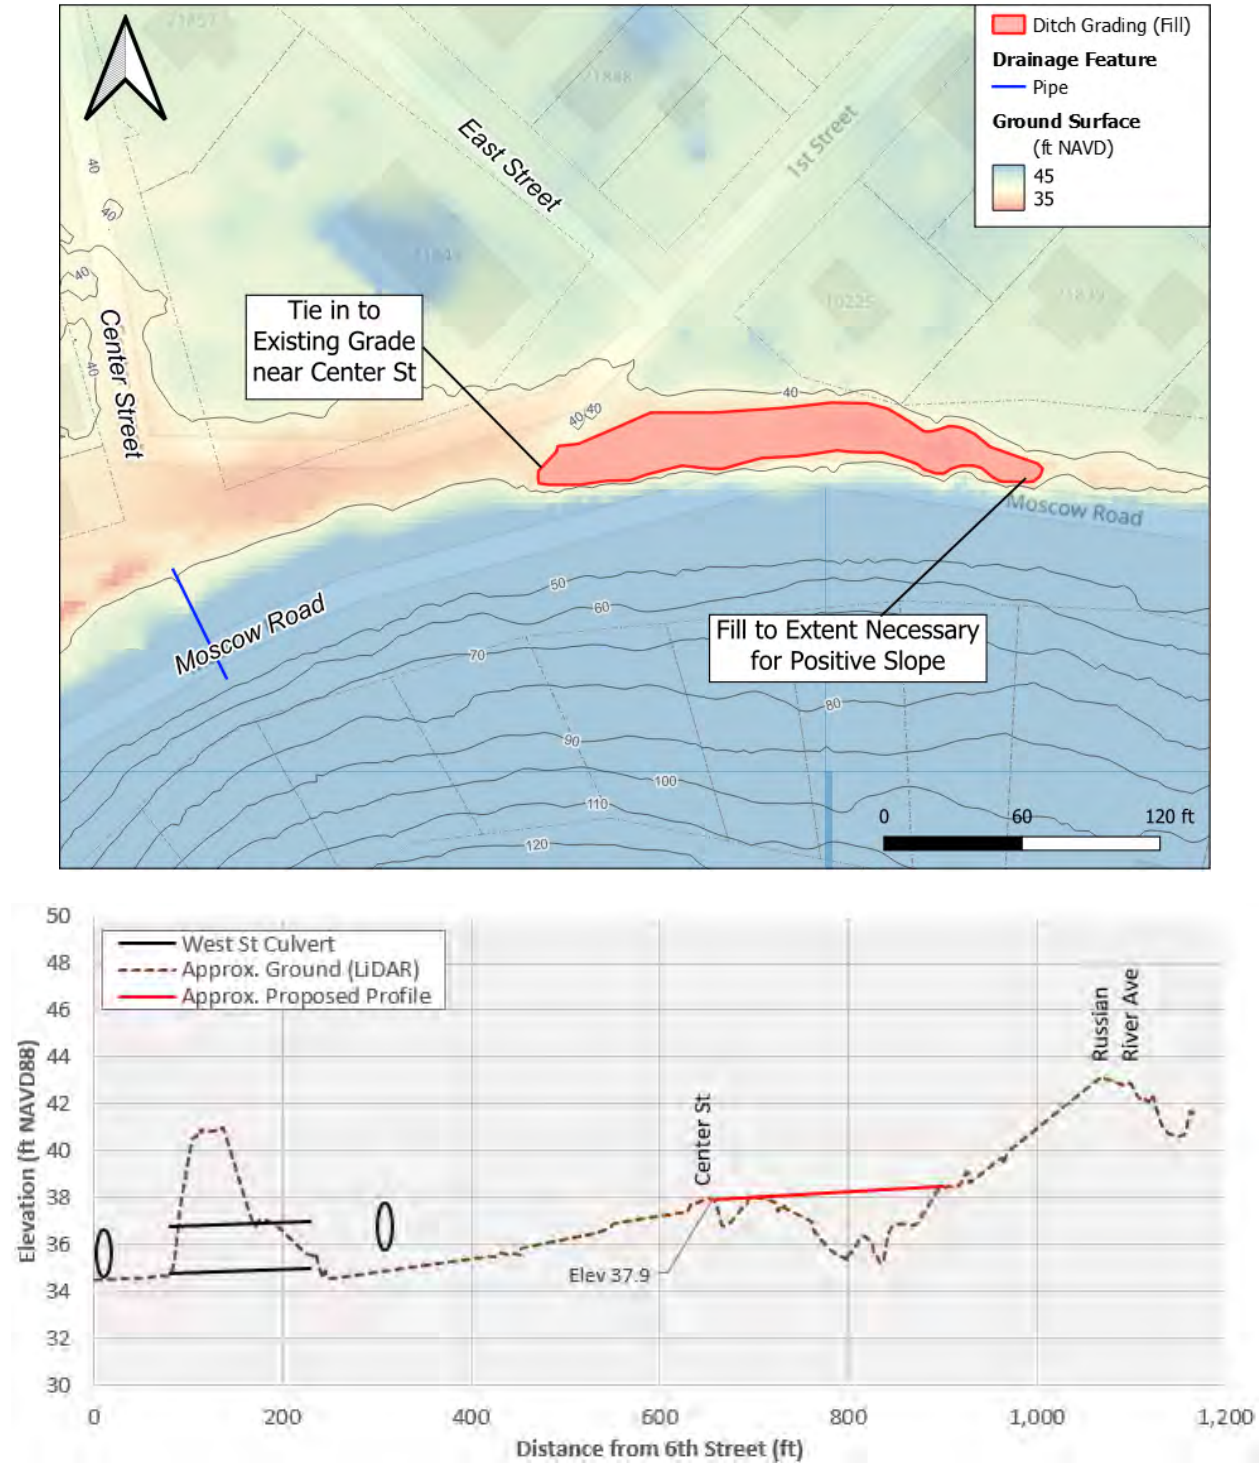 Ditch Grading (Fill)
Drainage Feature
Pipe
Ground Surface
(ft NAVD)
45
35
21857
21888
East Street
1st Street
40
40
40
40
Center Street
10225
Tie in to
Existing Grade
near Center St
40
40
40
Moscow Road
Moscow Road
Fill to Extent Necessary
for Positive Slope
50
60
70
80
90
100
110
120
0 60 120 ft
50
48
46
44
42
40
38
36
34
32
30
Elevation (ft NAVD88)
West St Culvert
Approx. Ground (LiDAR)
Approx. Proposed Profile
Center St
Elev 37.9
Russian
River Ave
0 200 400 600 800 1,000 1,200
Distance from 6th Street (ft)